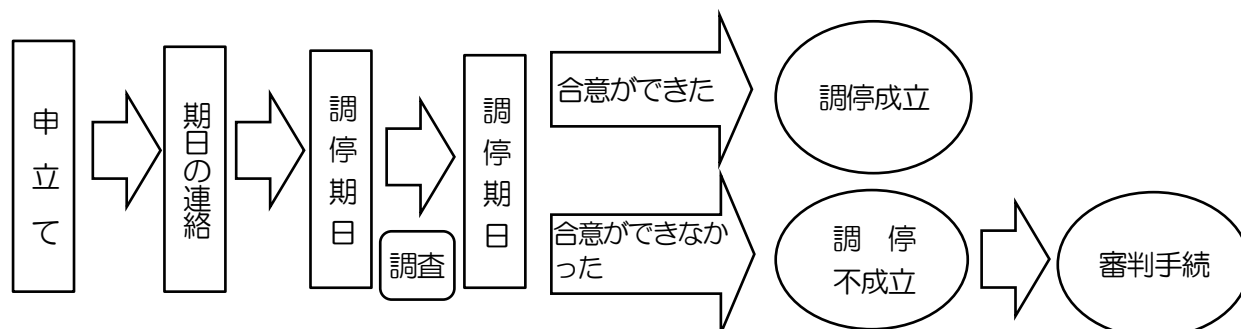 申立て
期日の連絡
調停期日
調査
調停期日
合意ができた
調停成立
合意ができなか
った
調　停
不成立
審判手続